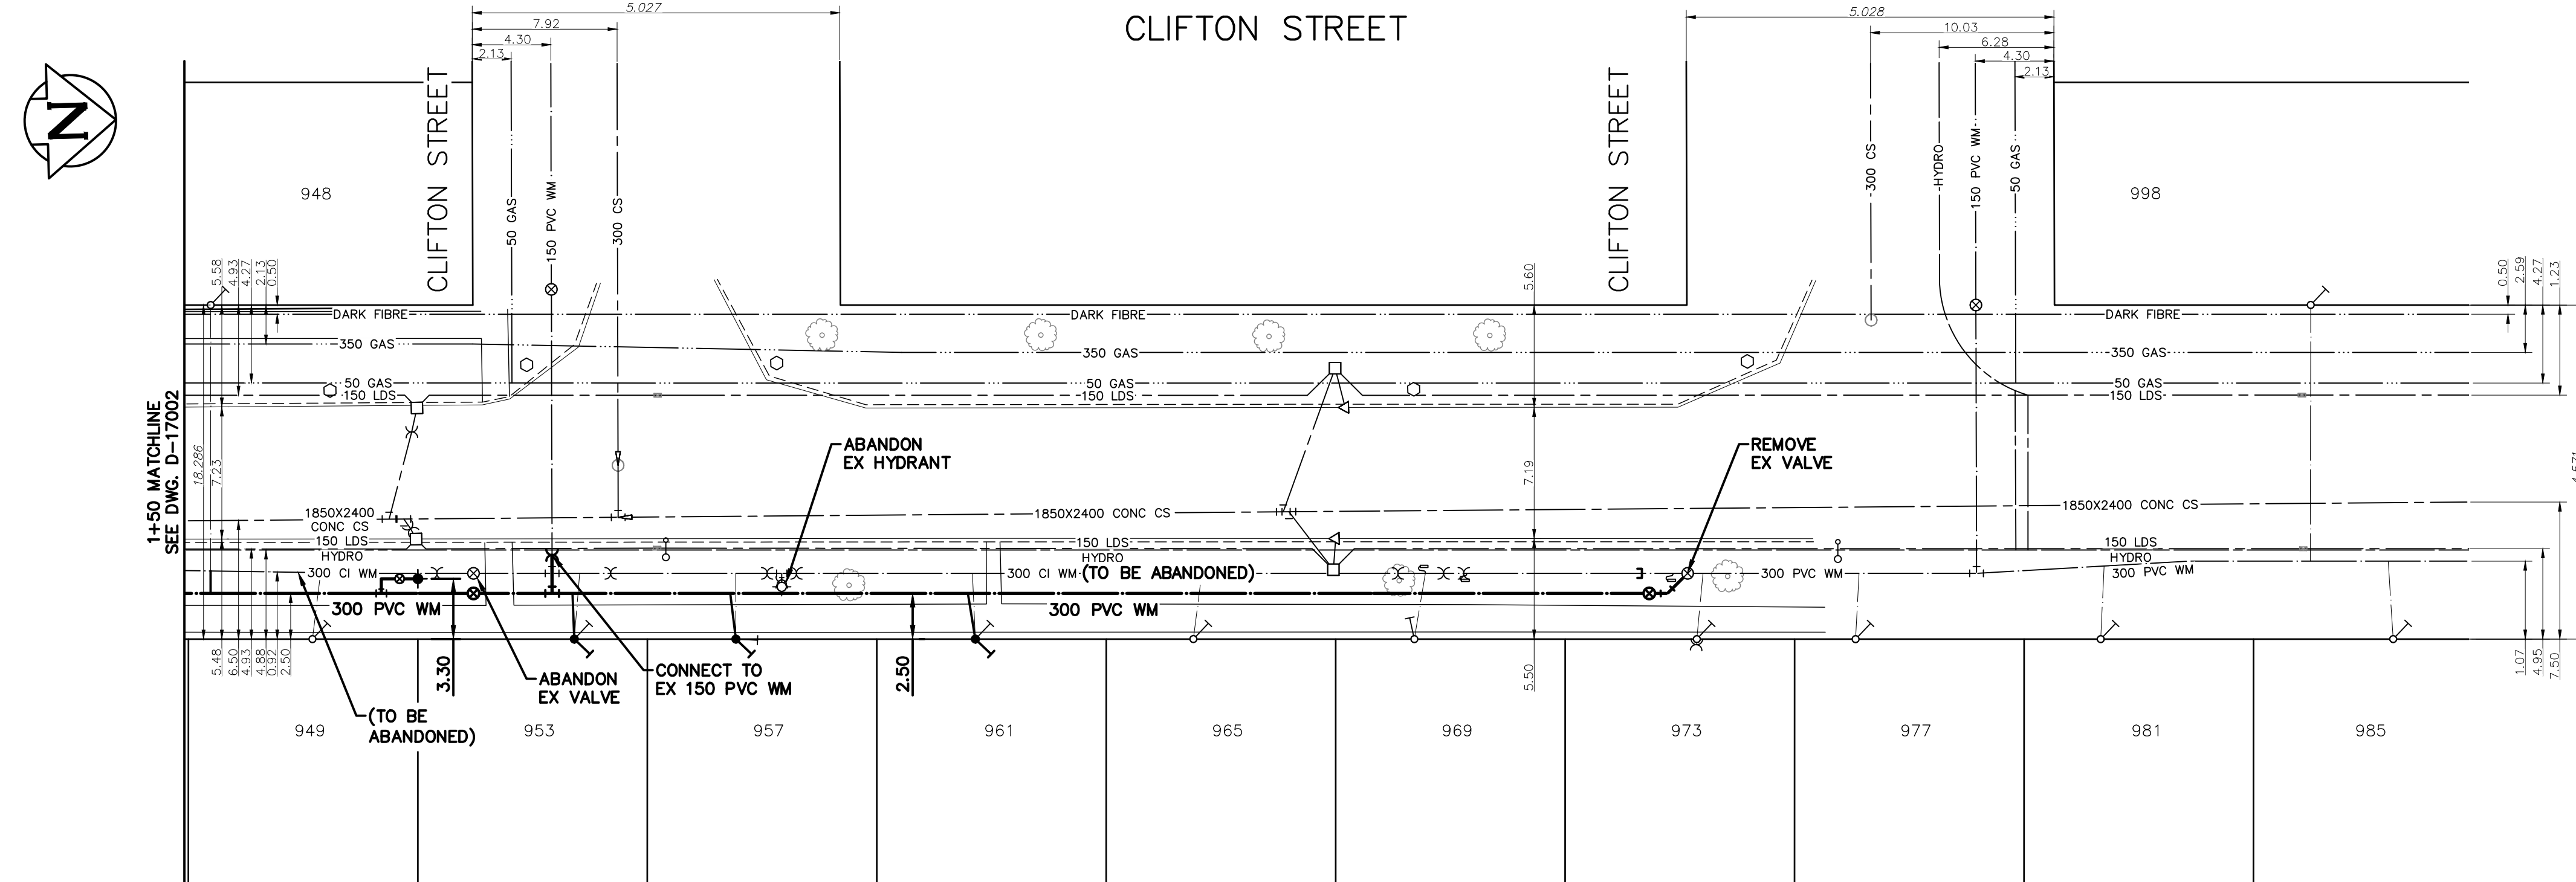 CLIFTON STREET
5.027
7.92
4.30
2.13
5.028
10.03
6.28
4.30
2.13
N
948
CLIFTON STREET
50 GAS
150 PVC WM
300 CS
CLIFTON STREET
300 CS
HYDRO
150 PVC WM
50 GAS
998
5.58
4.93
4.27
2.13
0.50
5.60
0.50
2.59
4.27
1.23
DARK FIBRE
DARK FIBRE
DARK FIBRE
350 GAS
350 GAS
350 GAS
50 GAS
50 GAS
50 GAS
150 LDS
150 LDS
150 LDS
1+50 MATCHLINE
SEE DWG. D-17002
18.286
7.23
ABANDON
EX HYDRANT
7.19
REMOVE
EX VALVE
1850X2400
CONC CS
1850X2400 CONC CS
1850X2400 CONC CS
150 LDS
150 LDS
150 LDS
HYDRO
HYDRO
HYDRO
300 CI WM
300 CI WM (TO BE ABANDONED)
300 PVC WM
300 PVC WM
300 PVC WM
300 PVC WM
5.48
6.50
4.93
4.88
0.92
2.50
3.30
ABANDON
EX VALVE
CONNECT TO
EX 150 PVC WM
2.50
5.50
1.07
4.95
7.50
(TO BE
ABANDONED)
949
953
957
961
965
969
973
977
981
985